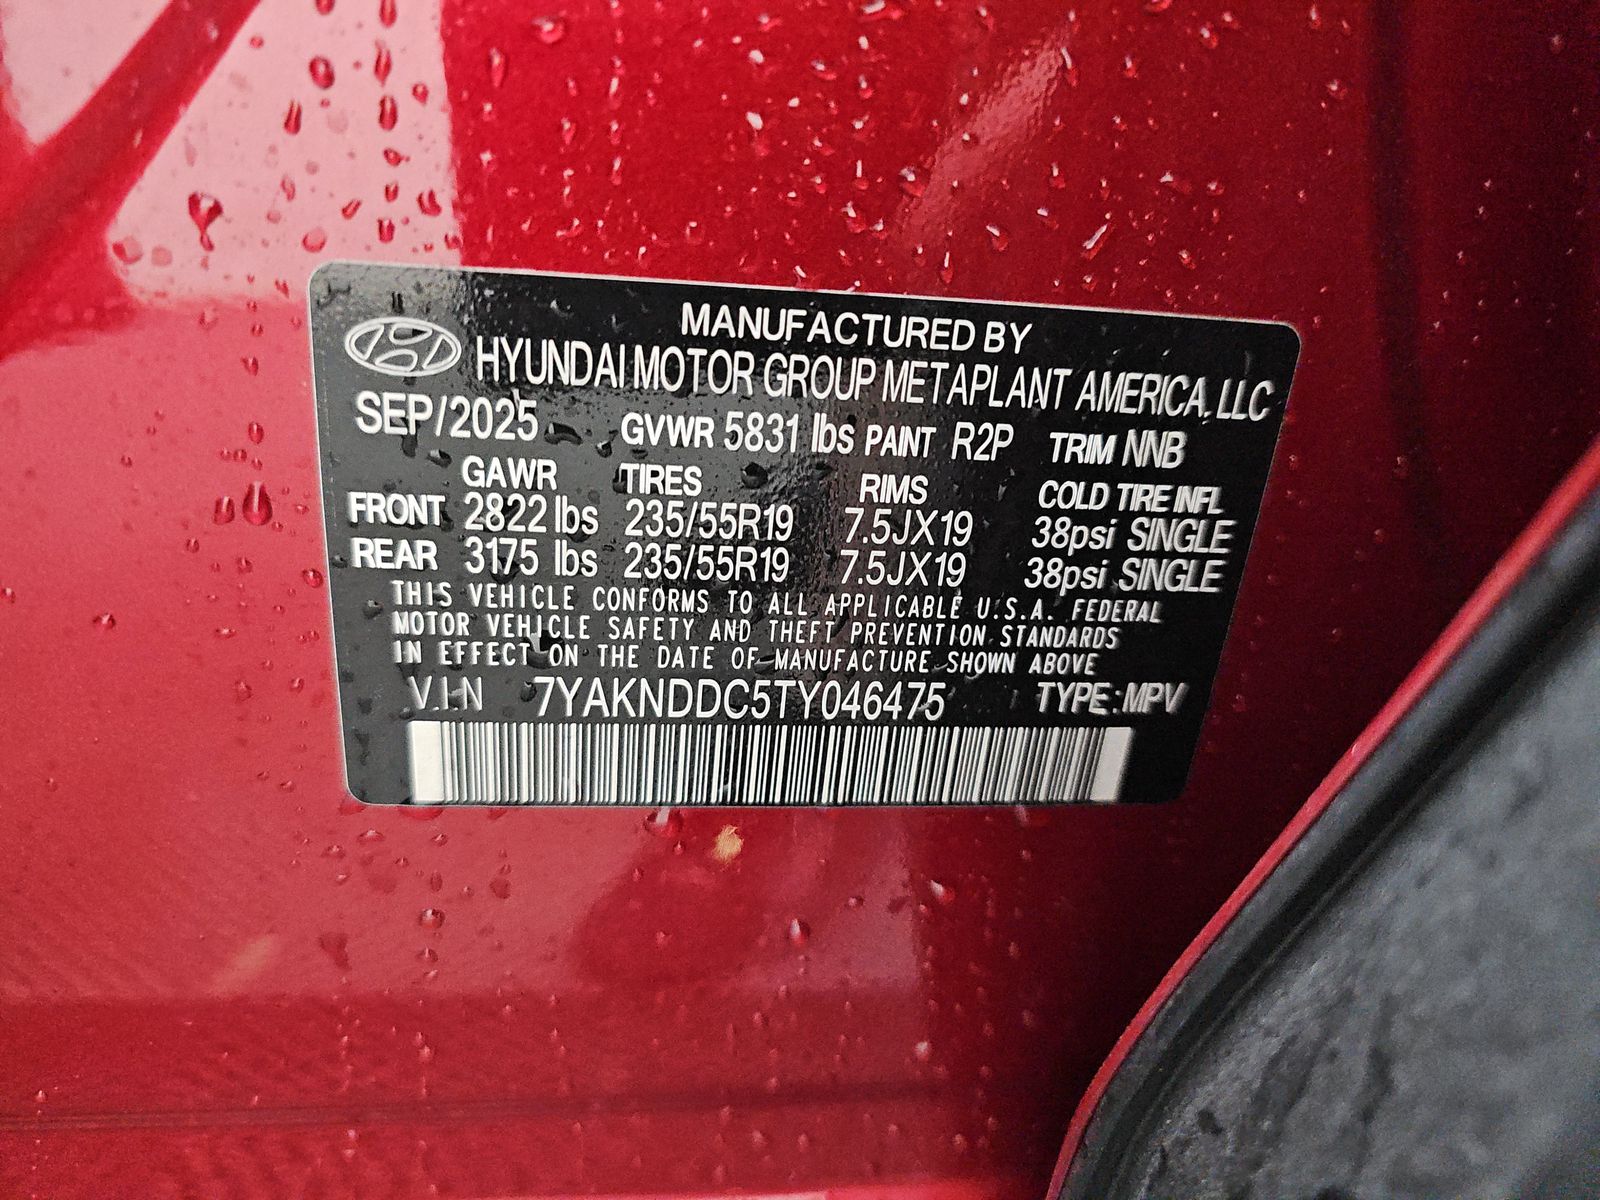 MANUFACTURED BY
HYUNDAI MOTOR GROUP METAPLANT AMERICA, LLC
SEP/2025 GVWR 5831 lbs PAINT R2P TRIM NNB
GAWR TIRES RIMS COLD TIRE INFL
FRONT 2822 lbs 235/55R19 7.5JX19 38psi SINGLE
REAR 3175 lbs 235/55R19 7.5JX19 38psi SINGLE
THIS VEHICLE CONFORMS TO ALL APPLICABLE U.S.A. FEDERAL
MOTOR VEHICLE SAFETY AND THEFT PREVENTION STANDARDS
IN EFFECT ON THE DATE OF MANUFACTURE SHOWN ABOVE
V.I.N 7YAKNDDC5TY046475 TYPE: MPV